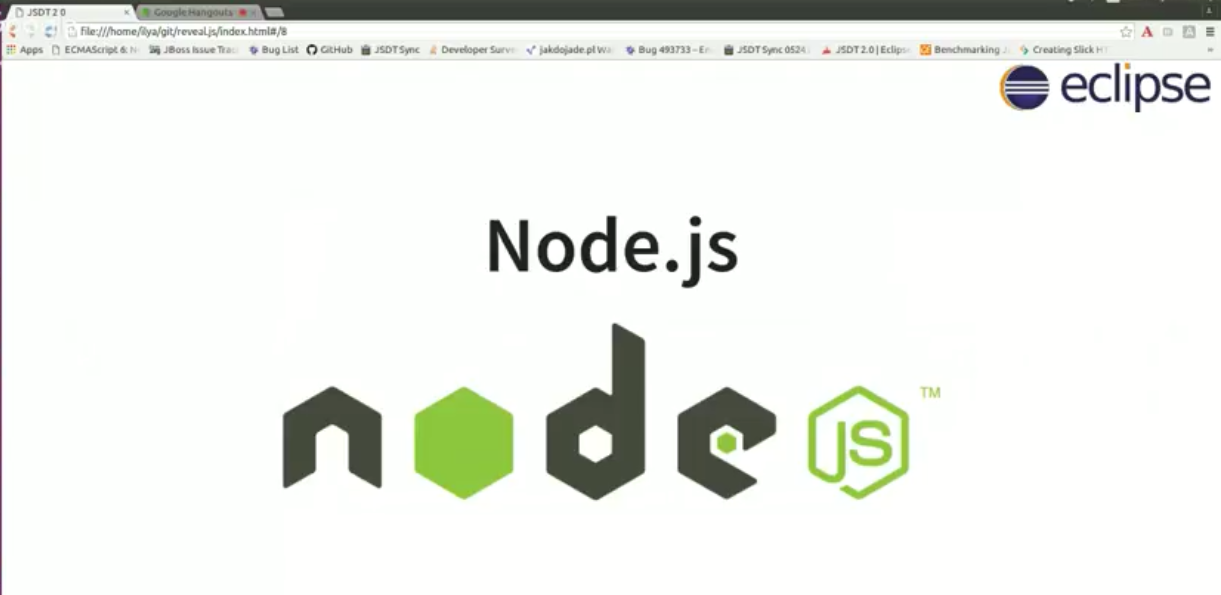 JSDT 2 0
Google Hangouts
file:///home/ilya/git/reveal.js/index.html#/8
Apps ECMAScript 6: N JBoss Issue Trac Bug List GitHub JSDT Sync Developer Surve jakdojade.pl Wa Bug 493733 – En JSDT Sync 0524 JSDT 2.0 | Eclips Benchmarking J Creating Slick HT
eclipse
Node.js
node JS TM